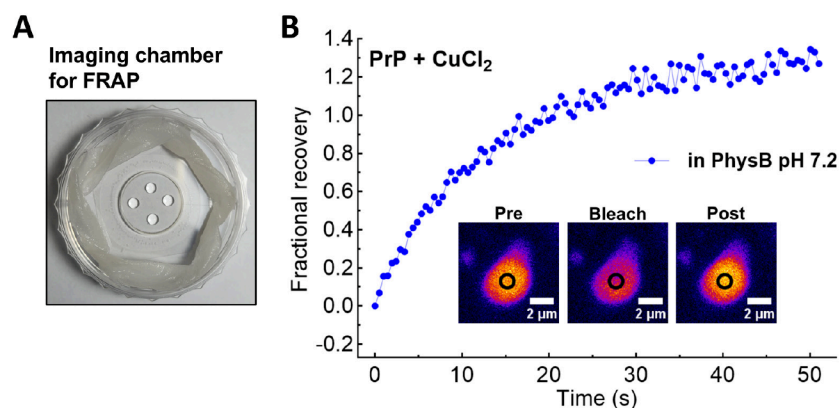 A
Imaging chamber
for FRAP
B
PrP + CuCl₂
in PhysB pH 7.2
Fractional recovery
1.4
1.2
1.0
0.8
0.6
0.4
0.2
0.0
-0.2
Pre
Bleach
Post
2 µm
2 µm
2 µm
0
10
20
30
40
50
Time (s)